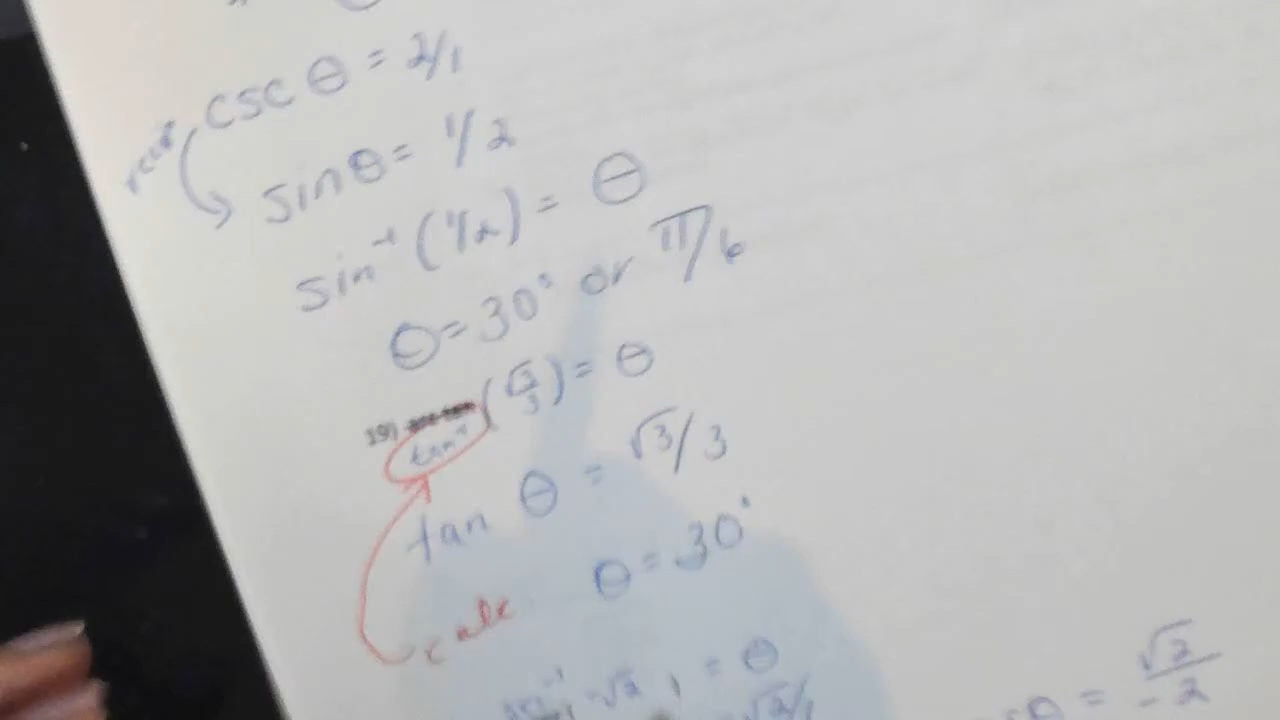 csc θ = 2/1
recip
sin θ = 1/2
sin⁻¹ (1/2) = θ
θ = 30° or π/6
19) tan⁻¹ (√3/3) = θ
tan θ = √3/3
θ = 30°
calc
= θ
θ = √2/-2